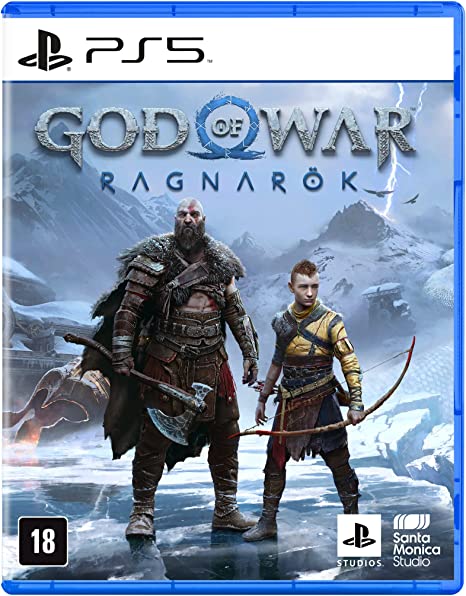 PS5
GOD OF WAR
RAGNARÖK
18
STUDIOS
Santa
Monica
Studio